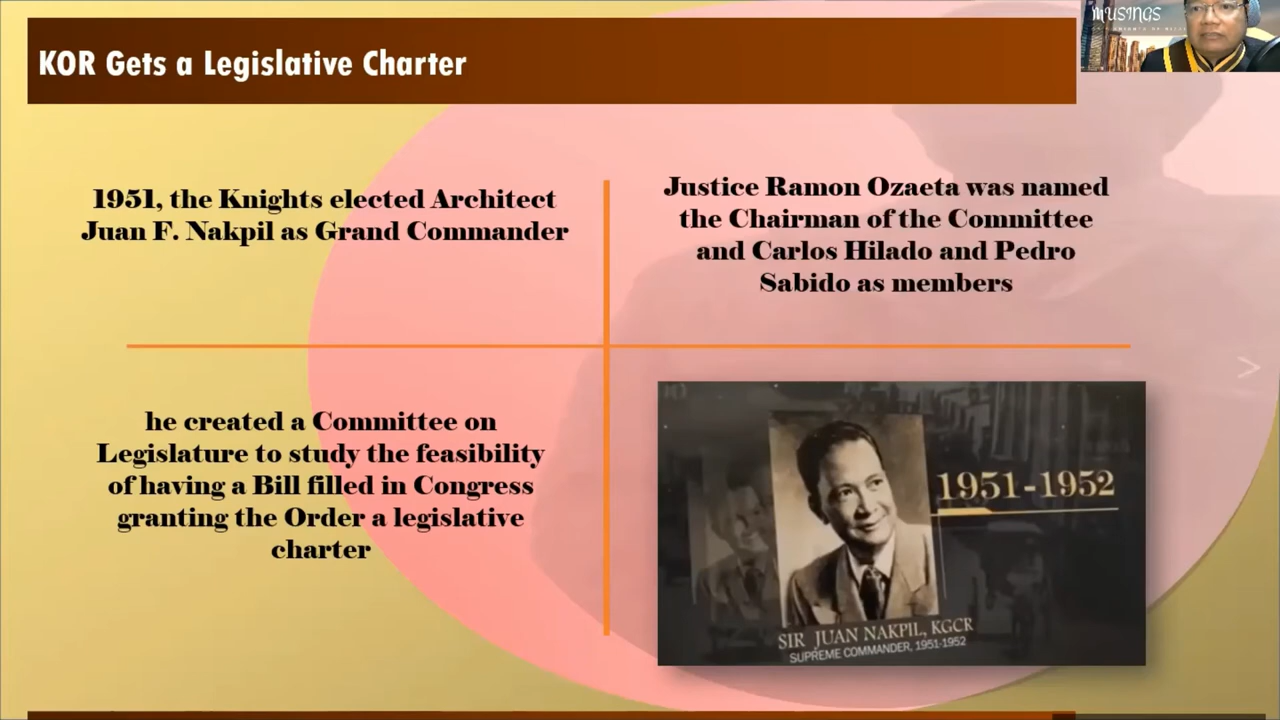 MUSINGS
KOR Gets a Legislative Charter
1951, the Knights elected Architect
Juan F. Nakpil as Grand Commander
Justice Ramon Ozaeta was named
the Chairman of the Committee
and Carlos Hilado and Pedro
Sabido as members
he created a Committee on
Legislature to study the feasibility
of having a Bill filled in Congress
granting the Order a legislative
charter
1951-1952
SIR JUAN NAKPIL, KGCR
SUPREME COMMANDER, 1951-1952